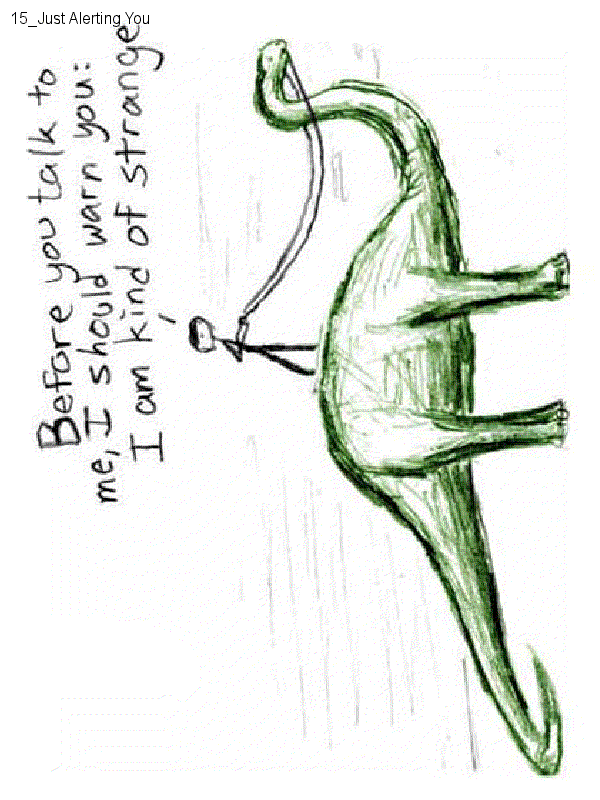 15_Just Alerting You
Before you talk to
me, I should warn you:
I am kind of strange